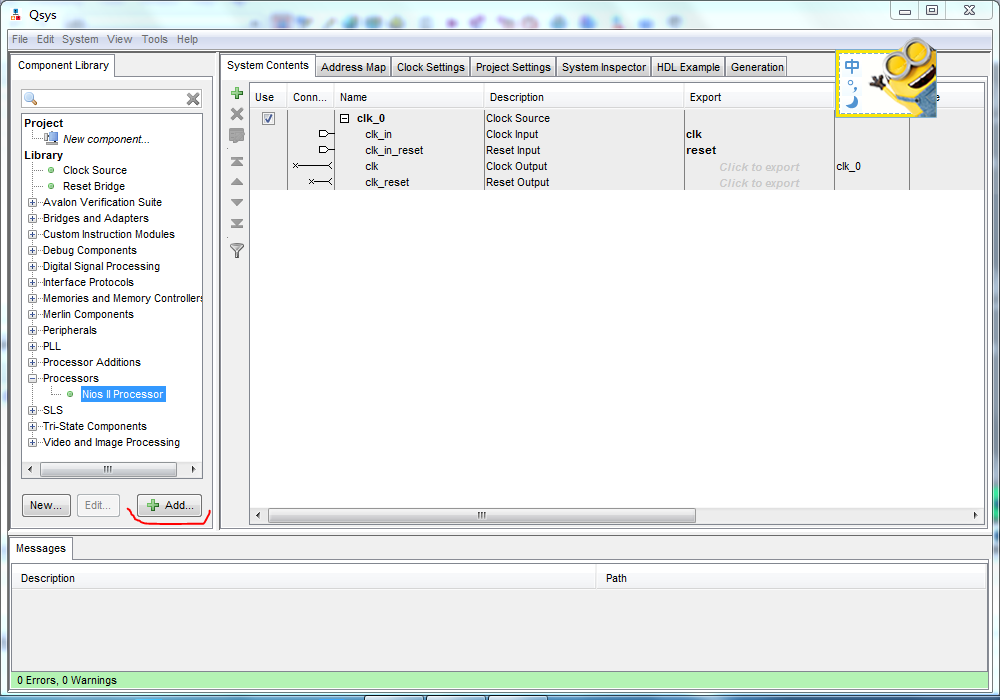 Qsys
File Edit System View Tools Help
Component Library
Project
New component...
Library
Clock Source
Reset Bridge
Avalon Verification Suite
Bridges and Adapters
Custom Instruction Modules
Debug Components
Digital Signal Processing
Interface Protocols
Memories and Memory Controllers
Merlin Components
Peripherals
PLL
Processor Additions
Processors
Nios II Processor
SLS
Tri-State Components
Video and Image Processing
New... Edit... Add...
System Contents Address Map Clock Settings Project Settings System Inspector HDL Example Generation
Use Conn... Name Description Export
clk_0 Clock Source
clk_in Clock Input clk
clk_in_reset Reset Input reset
clk Clock Output Click to export clk_0
clk_reset Reset Output Click to export
中
Messages
Description Path
0 Errors, 0 Warnings